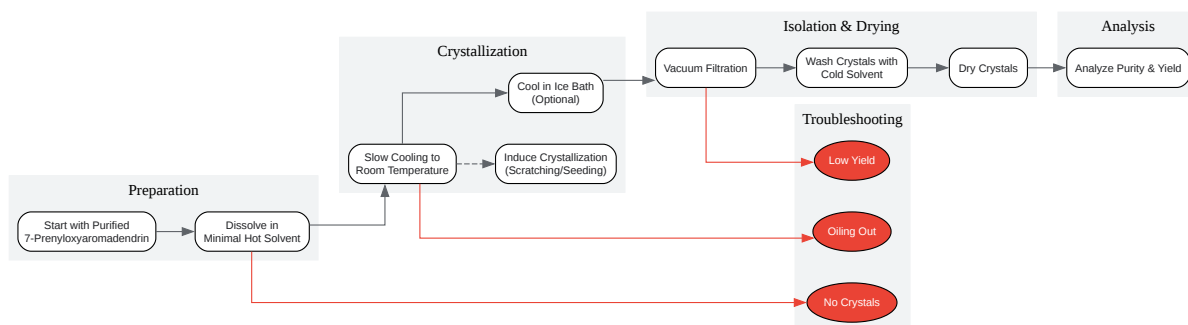 Preparation
Start with Purified
7-Prenyloxyaromadendrin
Dissolve in
Minimal Hot Solvent
Crystallization
Slow Cooling to
Room Temperature
Cool in Ice Bath
(Optional)
Induce Crystallization
(Scratching/Seeding)
Isolation & Drying
Vacuum Filtration
Wash Crystals with
Cold Solvent
Dry Crystals
Analysis
Analyze Purity & Yield
Troubleshooting
Low Yield
Oiling Out
No Crystals